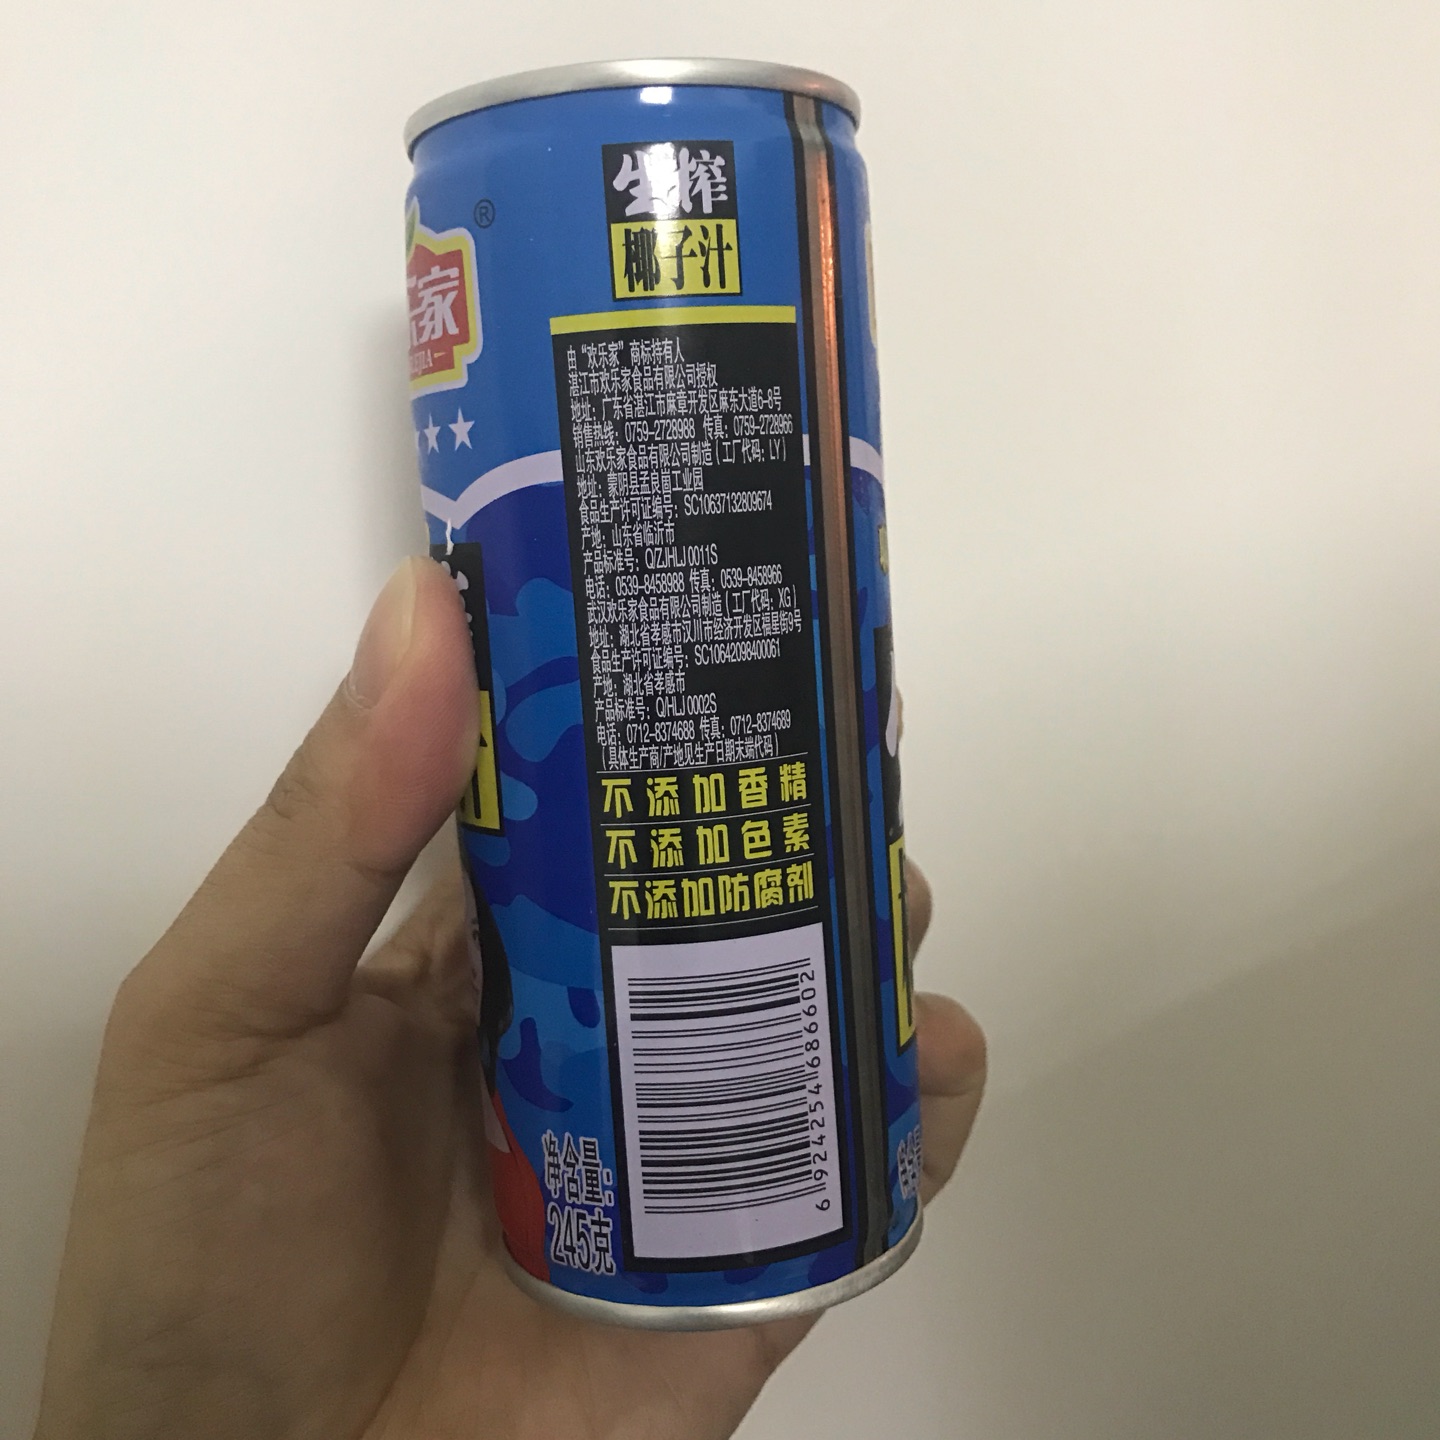 ®
家
生榨
椰子汁
由“欢乐家”商标持有人
湛江市欢乐家食品有限公司授权
地址：广东省湛江市麻章开发区麻东大道6-8号
销售热线：0759-2728988 传真：0759-2728966
山东欢乐家食品有限公司制造（工厂代码：LY）
地址：蒙阴县孟良崮工业园
食品生产许可证编号：SC10637132809674
产地：山东省临沂市
产品标准号：Q/ZJHLJ0011S
电话：0539-8458988 传真：0539-8458966
武汉欢乐家食品有限公司制造（工厂代码：XG）
地址：湖北省孝感市汉川市经济开发区福星街9号
食品生产许可证编号：SC10642098400061
产地：湖北省孝感市
产品标准号：Q/HLJ0002S
电话：0712-8374688 传真：0712-8374689
（具体生产商/产地见生产日期末端代码）
不添加香精
不添加色素
不添加防腐剂
6924254686602
净含量：
245克